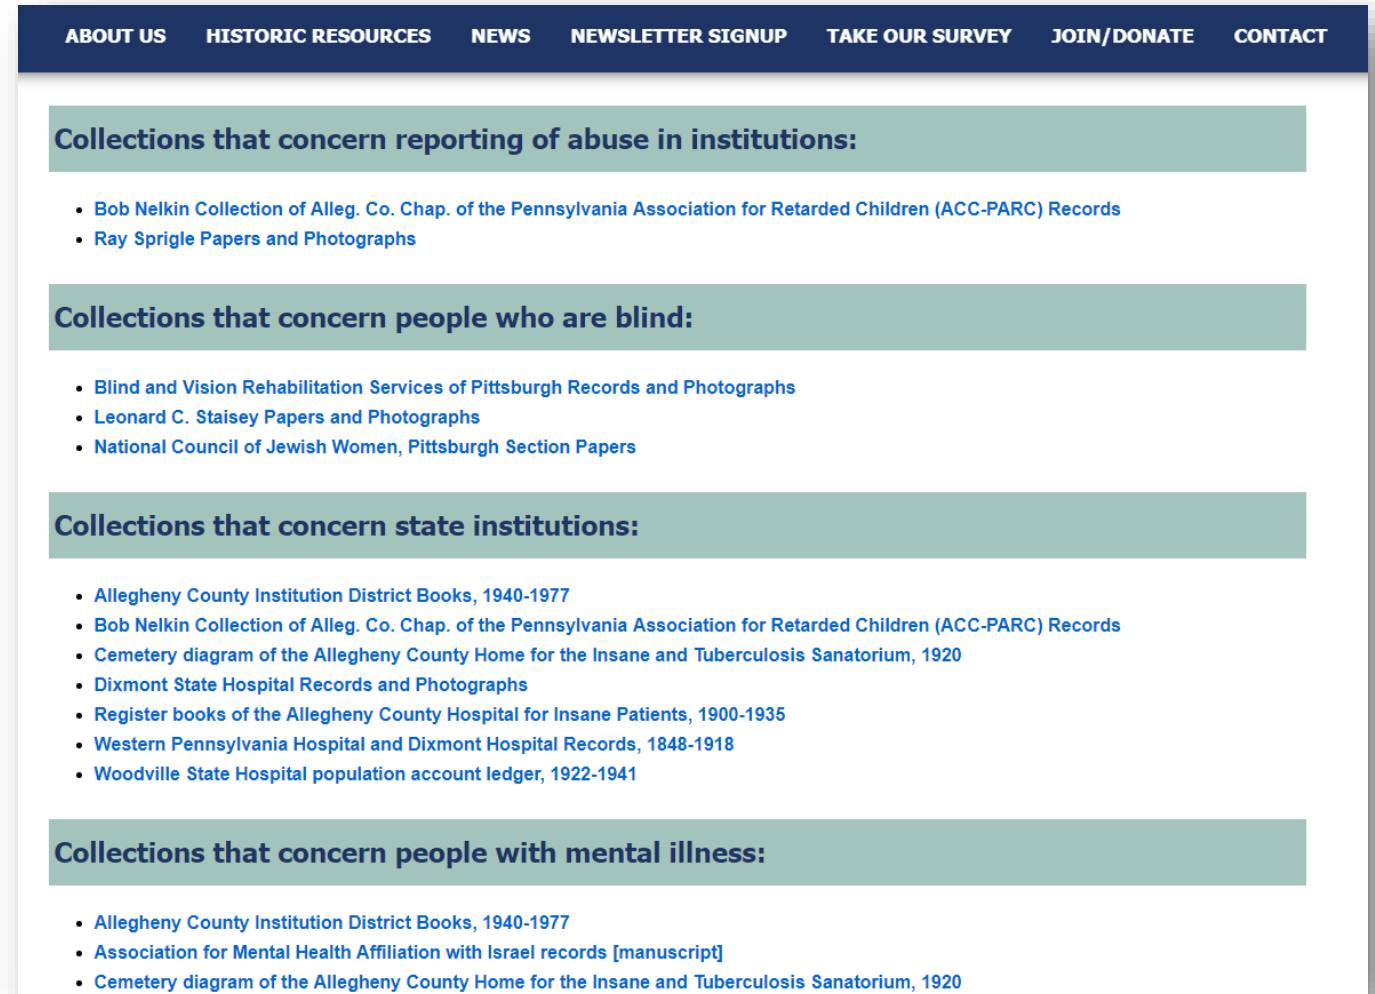 ABOUT US HISTORIC RESOURCES NEWS NEWSLETTER SIGNUP TAKE OUR SURVEY JOIN/DONATE CONTACT
Collections that concern reporting of abuse in institutions:
• Bob Nelkin Collection of Alleg. Co. Chap. of the Pennsylvania Association for Retarded Children (ACC-PARC) Records
• Ray Sprigle Papers and Photographs
Collections that concern people who are blind:
• Blind and Vision Rehabilitation Services of Pittsburgh Records and Photographs
• Leonard C. Staisey Papers and Photographs
• National Council of Jewish Women, Pittsburgh Section Papers
Collections that concern state institutions:
• Allegheny County Institution District Books, 1940-1977
• Bob Nelkin Collection of Alleg. Co. Chap. of the Pennsylvania Association for Retarded Children (ACC-PARC) Records
• Cemetery diagram of the Allegheny County Home for the Insane and Tuberculosis Sanatorium, 1920
• Dixmont State Hospital Records and Photographs
• Register books of the Allegheny County Hospital for Insane Patients, 1900-1935
• Western Pennsylvania Hospital and Dixmont Hospital Records, 1848-1918
• Woodville State Hospital population account ledger, 1922-1941
Collections that concern people with mental illness:
• Allegheny County Institution District Books, 1940-1977
• Association for Mental Health Affiliation with Israel records [manuscript]
• Cemetery diagram of the Allegheny County Home for the Insane and Tuberculosis Sanatorium, 1920